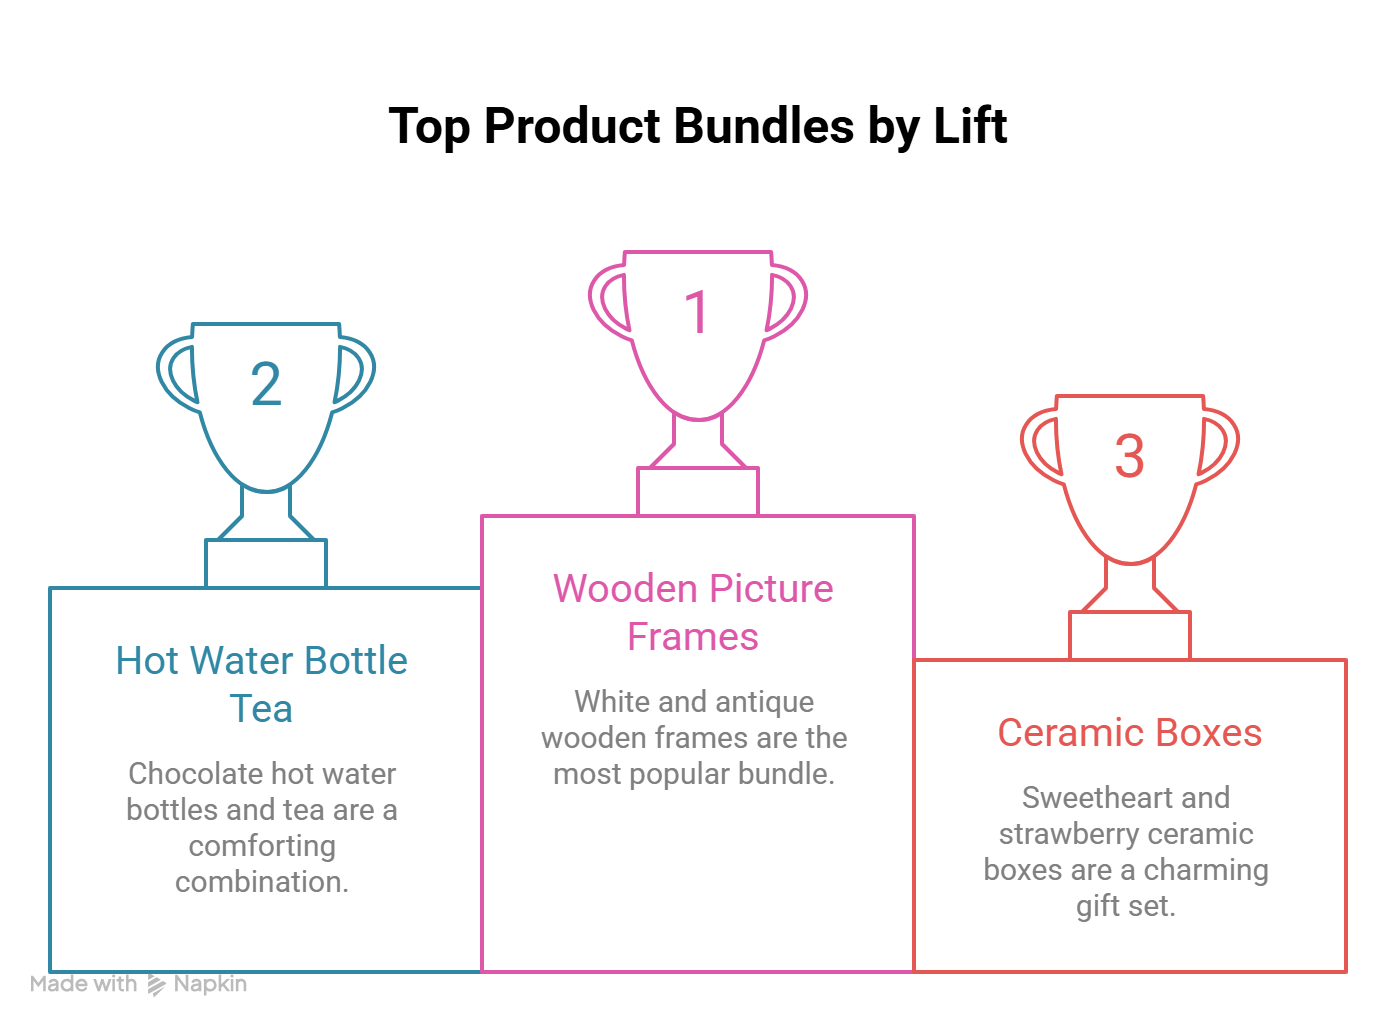 Top Product Bundles by Lift
2
Hot Water Bottle
Tea
Chocolate hot water
bottles and tea are a
comforting
combination.
1
Wooden Picture
Frames
White and antique
wooden frames are the
most popular bundle.
3
Ceramic Boxes
Sweetheart and
strawberry ceramic
boxes are a charming
gift set.
Made with Napkin